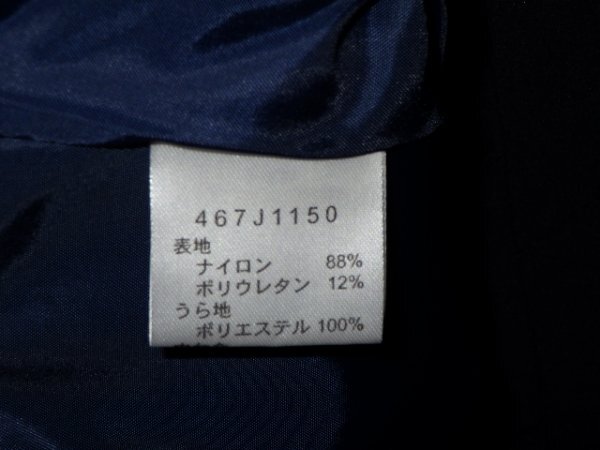 467J1150
表地
ナイロン 88%
ポリウレタン 12%
うら地
ポリエステル 100%